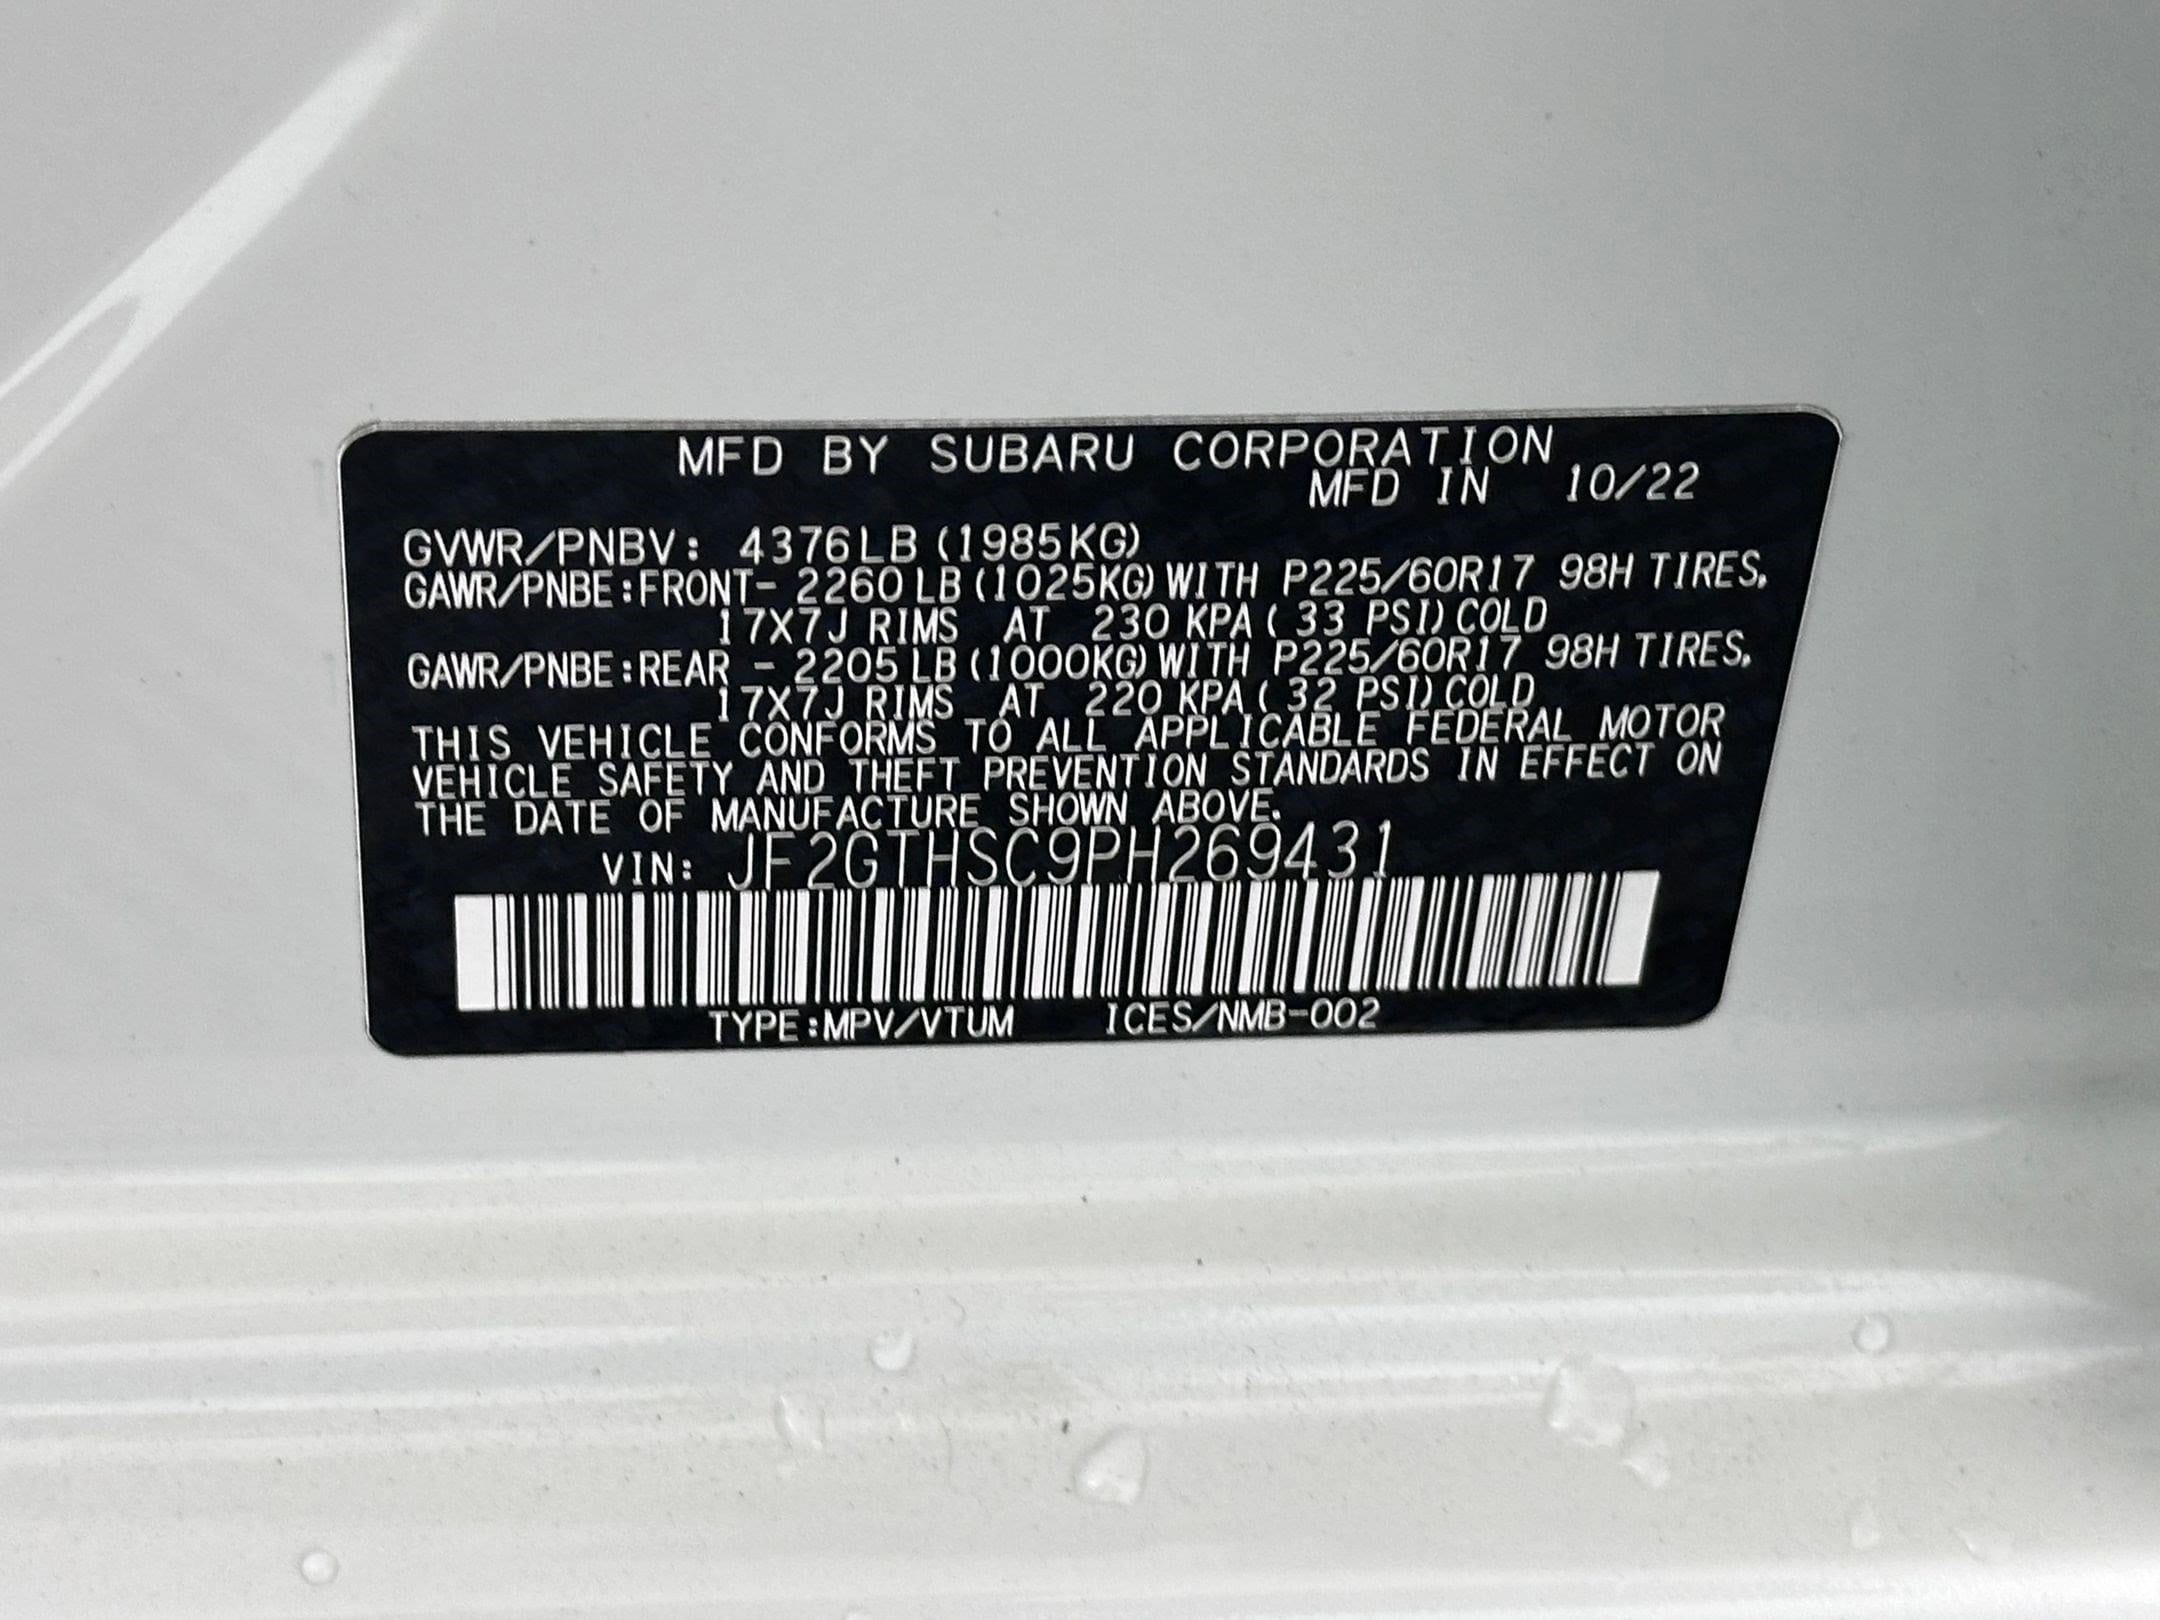 MFD BY SUBARU CORPORATION
MFD IN 10/22
GVWR/PNBV: 4376LB (1985KG)
GAWR/PNBE:FRONT- 2260 LB (1025KG) WITH P225/60R17 98H TIRES,
17X7J RIMS AT 230 KPA ( 33 PSI) COLD
GAWR/PNBE:REAR - 2205 LB (1000KG) WITH P225/60R17 98H TIRES,
17X7J RIMS AT 220 KPA ( 32 PSI) COLD
THIS VEHICLE CONFORMS TO ALL APPLICABLE FEDERAL MOTOR
VEHICLE SAFETY AND THEFT PREVENTION STANDARDS IN EFFECT ON
THE DATE OF MANUFACTURE SHOWN ABOVE.
VIN: JF2GTHSC9PH269431
TYPE:MPV/VTUM ICES/NMB-002